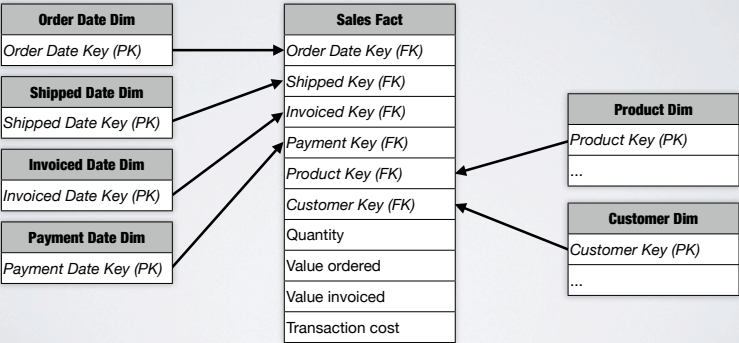 Order Date Dim
Order Date Key (PK)
Shipped Date Dim
Shipped Date Key (PK)
Invoiced Date Dim
Invoiced Date Key (PK)
Payment Date Dim
Payment Date Key (PK)
Sales Fact
Order Date Key (FK)
Shipped Key (FK)
Invoiced Key (FK)
Payment Key (FK)
Product Key (FK)
Customer Key (FK)
Quantity
Value ordered
Value invoiced
Transaction cost
Product Dim
Product Key (PK)
...
Customer Dim
Customer Key (PK)
...